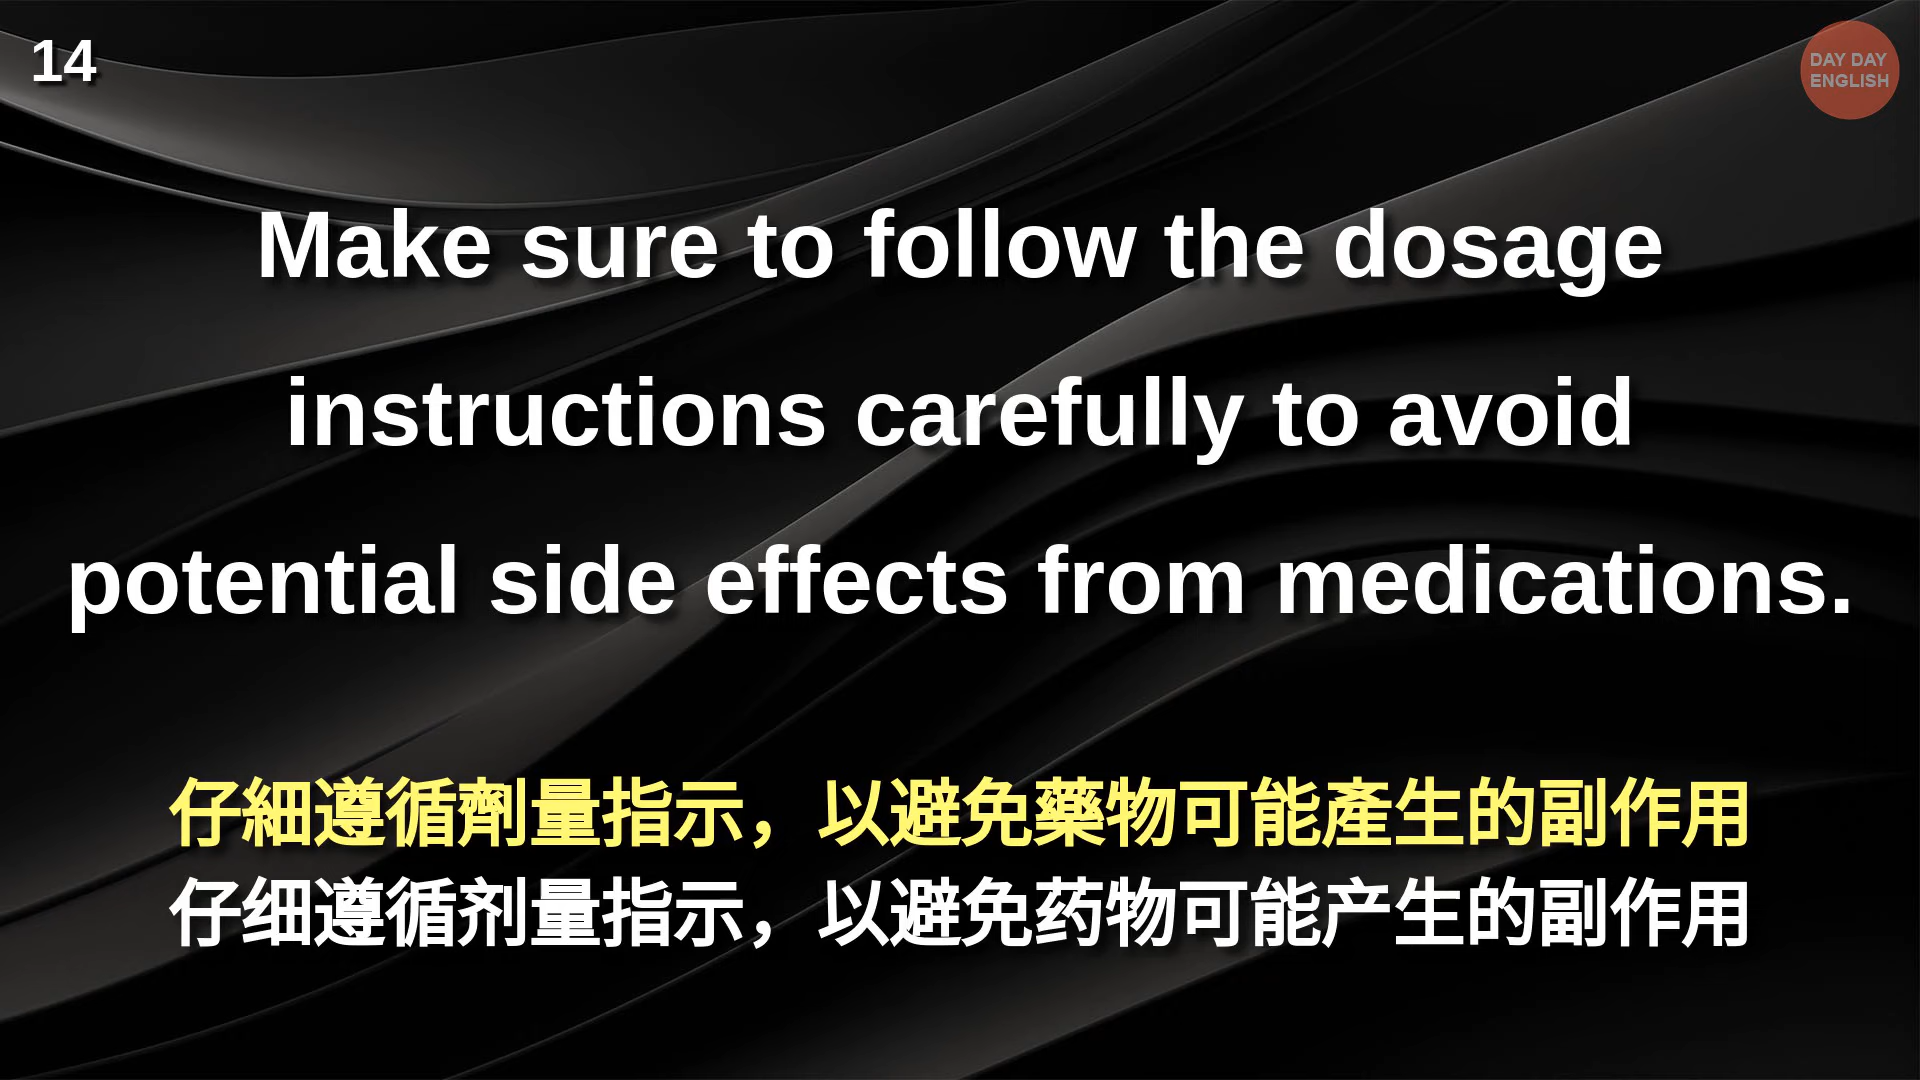 14
DAY DAY
ENGLISH
Make sure to follow the dosage
instructions carefully to avoid
potential side effects from medications.
仔細遵循劑量指示，以避免藥物可能產生的副作用
仔细遵循剂量指示，以避免药物可能产生的副作用